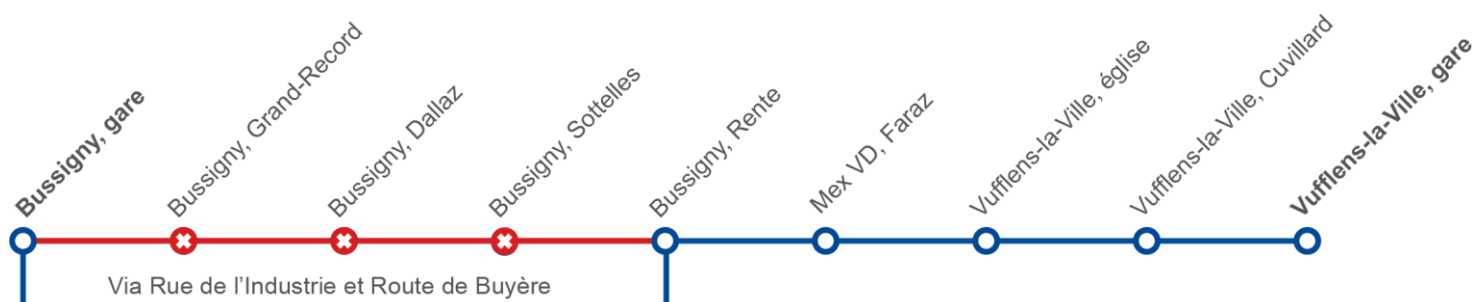 Bussigny, gare
Bussigny, Grand-Record
Bussigny, Dallaz
Bussigny, Sottelles
Bussigny, Rente
Mex VD, Faraz
Vufflens-la-Ville, église
Vufflens-la-Ville, Cuvillard
Vufflens-la-Ville, gare
Via Rue de l'Industrie et Route de Buyère